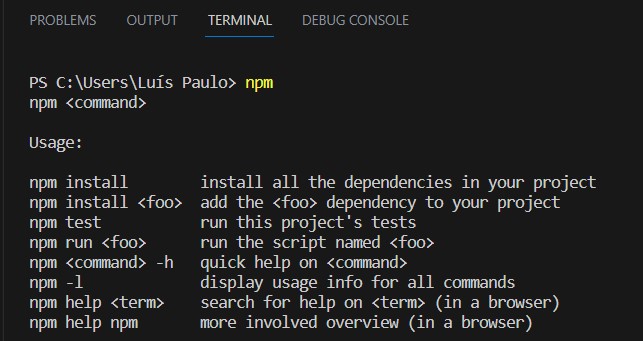 PROBLEMS OUTPUT TERMINAL DEBUG CONSOLE
PS C:\Users\Luís Paulo> npm
npm <command>
Usage:
npm install install all the dependencies in your project
npm install <foo> add the <foo> dependency to your project
npm test run this project's tests
npm run <foo> run the script named <foo>
npm <command> -h quick help on <command>
npm -l display usage info for all commands
npm help <term> search for help on <term> (in a browser)
npm help npm more involved overview (in a browser)